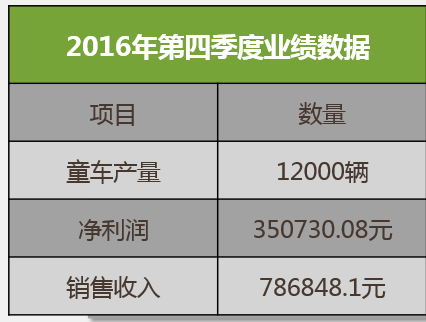 2016年第四季度业绩数据
项目 数量
童车产量 12000辆
净利润 350730.08元
销售收入 786848.1元